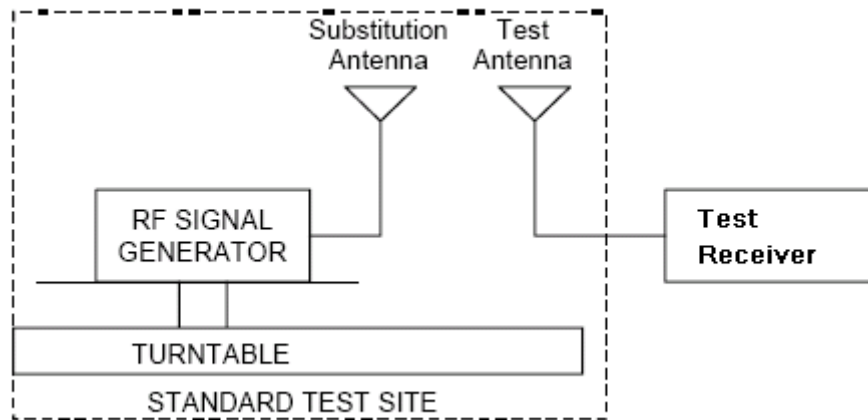 Substitution
Antenna
Test
Antenna
RF SIGNAL
GENERATOR
Test
Receiver
TURNTABLE
STANDARD TEST SITE